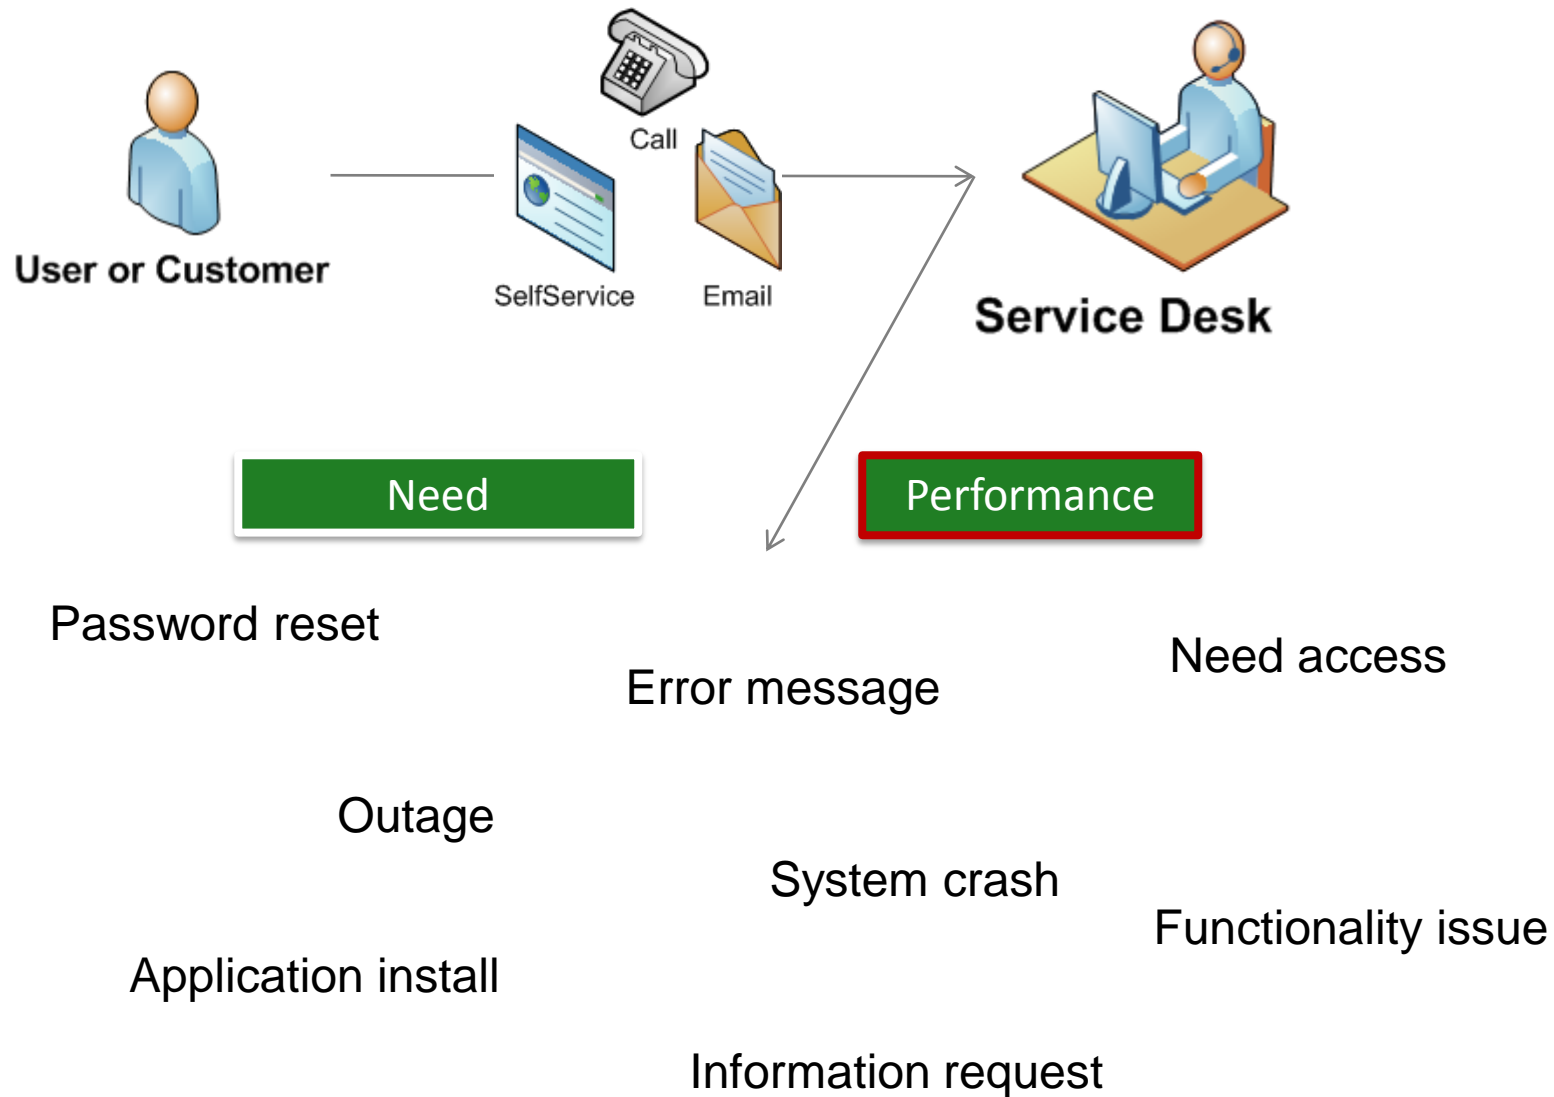 Call
SelfService
Email
User or Customer
Service Desk
Need
Performance
Password reset
Need access
Error message
Outage
System crash
Functionality issue
Application install
Information request